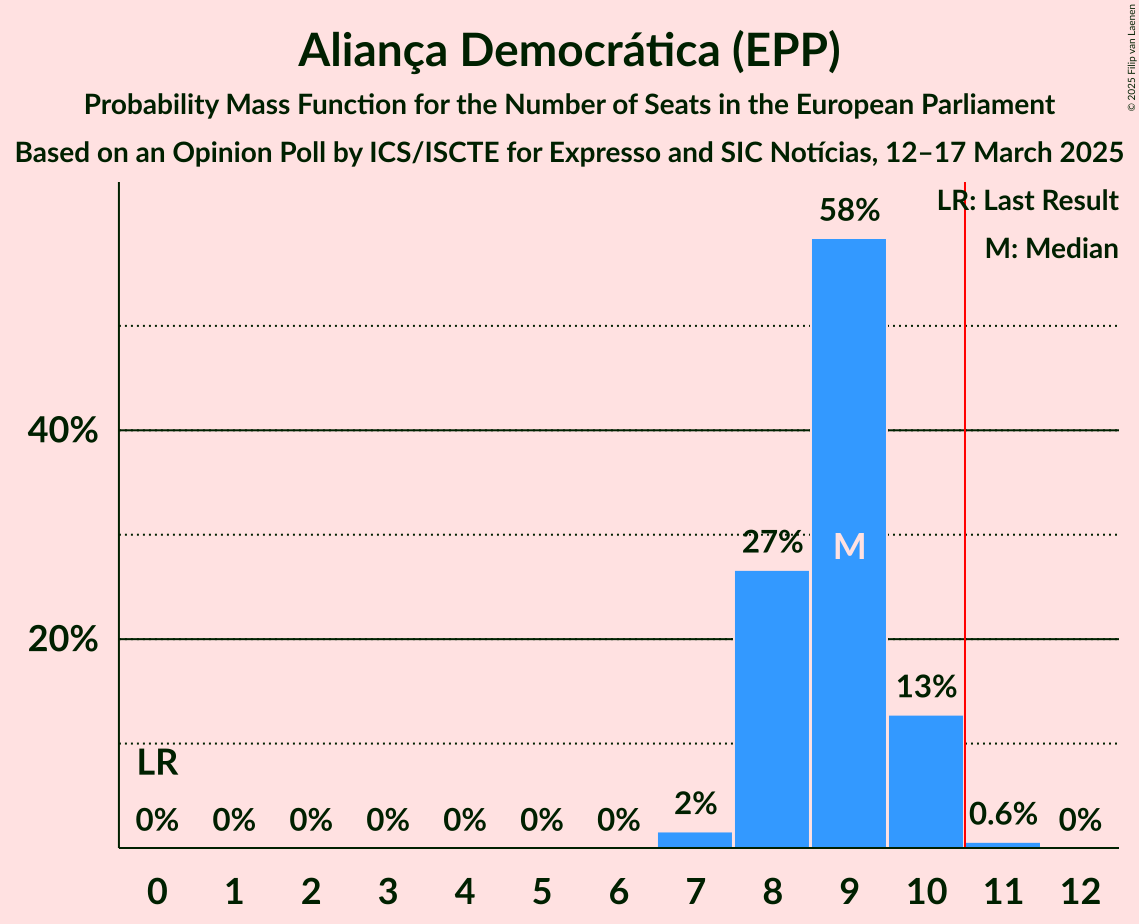 Aliança Democrática (EPP)
Probability Mass Function for the Number of Seats in the European Parliament
Based on an Opinion Poll by ICS/ISCTE for Expresso and SIC Notícias, 12–17 March 2025
© 2025 Filip van Laenen
LR: Last Result
M: Median
58%
40%
27%
M
20%
13%
LR
0% 0% 0% 0% 0% 0% 0% 2% 0.6% 0%
0 1 2 3 4 5 6 7 8 9 10 11 12